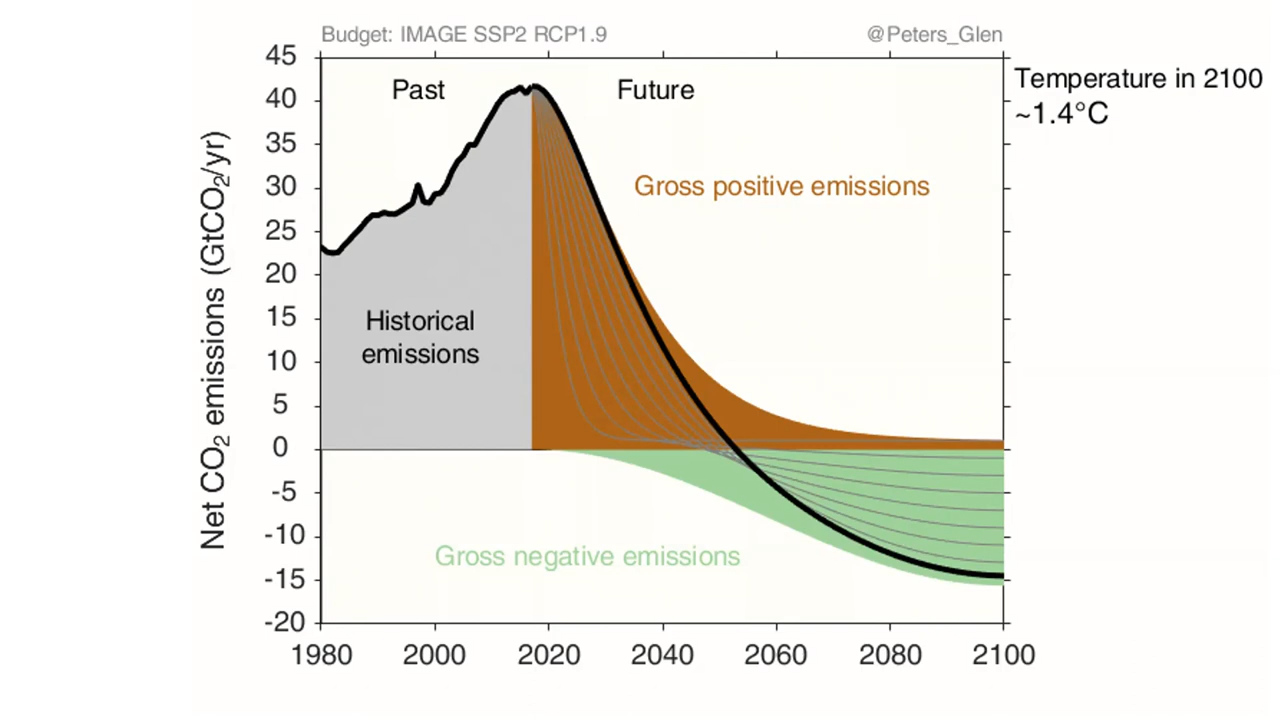 Budget: IMAGE SSP2 RCP1.9
@Peters_Glen
Temperature in 2100
~1.4°C
Past
Future
Gross positive emissions
Historical
emissions
Gross negative emissions
Net CO₂ emissions (GtCO₂/yr)
45
40
35
30
25
20
15
10
5
0
-5
-10
-15
-20
1980
2000
2020
2040
2060
2080
2100